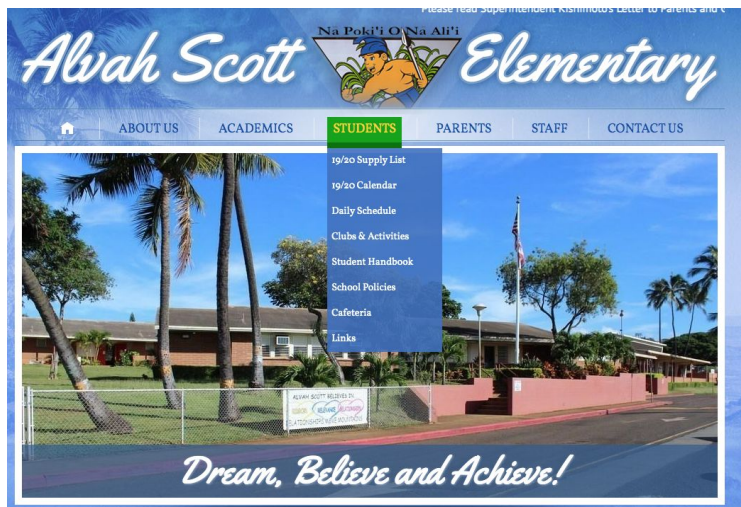 Please read Superintendent Kishimoto's Letter to Parents and
Alvah Scott Elementary
Na Poki'i O Na Ali'i
ABOUT US ACADEMICS STUDENTS PARENTS STAFF CONTACT US
19/20 Supply List
19/20 Calendar
Daily Schedule
Clubs & Activities
Student Handbook
School Policies
Cafeteria
Links
ALVAH SCOTT BELIEVES IN:
RELEVANCE
Dream, Believe and Achieve!